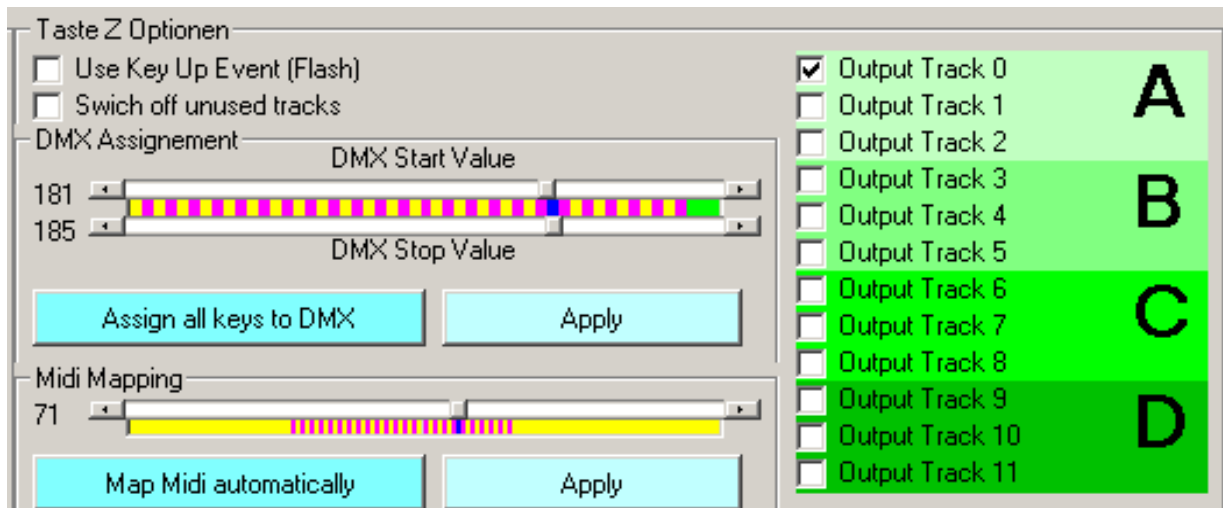 Taste Z Optionen
Use Key Up Event (Flash)
Swich off unused tracks
DMX Assignement
DMX Start Value
181
185
DMX Stop Value
Assign all keys to DMX
Apply
Midi Mapping
71
Map Midi automatically
Apply
Output Track 0
Output Track 1
Output Track 2
A
Output Track 3
Output Track 4
Output Track 5
B
Output Track 6
Output Track 7
Output Track 8
C
Output Track 9
Output Track 10
Output Track 11
D